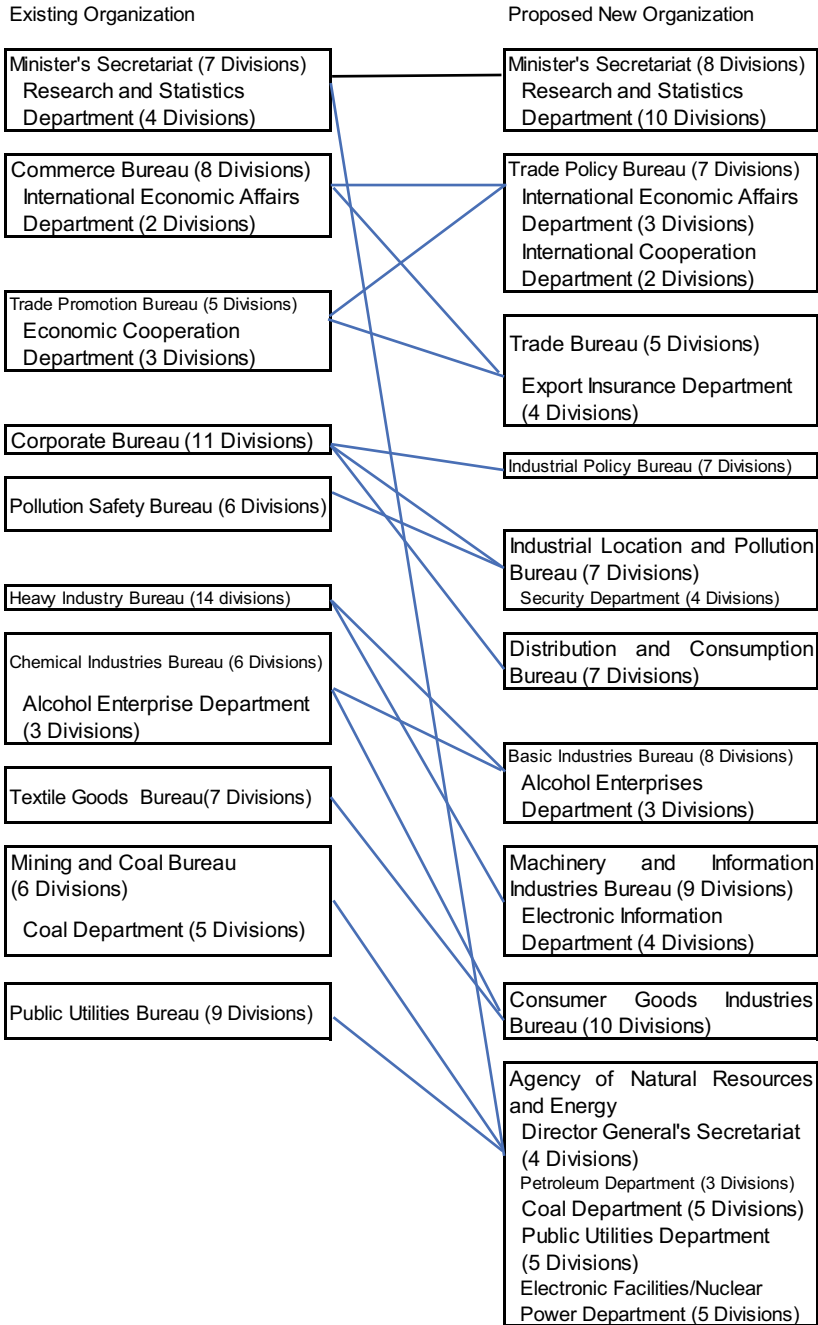 Existing Organization
Minister's Secretariat (7 Divisions)
Research and Statistics
Department (4 Divisions)
Commerce Bureau (8 Divisions)
International Economic Affairs
Department (2 Divisions)
Trade Promotion Bureau (5 Divisions)
Economic Cooperation
Department (3 Divisions)
Corporate Bureau (11 Divisions)
Pollution Safety Bureau (6 Divisions)
Heavy Industry Bureau (14 divisions)
Chemical Industries Bureau (6 Divisions)
Alcohol Enterprise Department
(3 Divisions)
Textile Goods Bureau(7 Divisions)
Mining and Coal Bureau
(6 Divisions)
Coal Department (5 Divisions)
Public Utilities Bureau (9 Divisions)
Proposed New Organization
Minister's Secretariat (8 Divisions)
Research and Statistics
Department (10 Divisions)
Trade Policy Bureau (7 Divisions)
International Economic Affairs
Department (3 Divisions)
International Cooperation
Department (2 Divisions)
Trade Bureau (5 Divisions)
Export Insurance Department
(4 Divisions)
Industrial Policy Bureau (7 Divisions)
Industrial Location and Pollution
Bureau (7 Divisions)
Security Department (4 Divisions)
Distribution and Consumption
Bureau (7 Divisions)
Basic Industries Bureau (8 Divisions)
Alcohol Enterprises
Department (3 Divisions)
Machinery and Information
Industries Bureau (9 Divisions)
Electronic Information
Department (4 Divisions)
Consumer Goods Industries
Bureau (10 Divisions)
Agency of Natural Resources
and Energy
Director General's Secretariat
(4 Divisions)
Petroleum Department (3 Divisions)
Coal Department (5 Divisions)
Public Utilities Department
(5 Divisions)
Electronic Facilities/Nuclear
Power Department (5 Divisions)